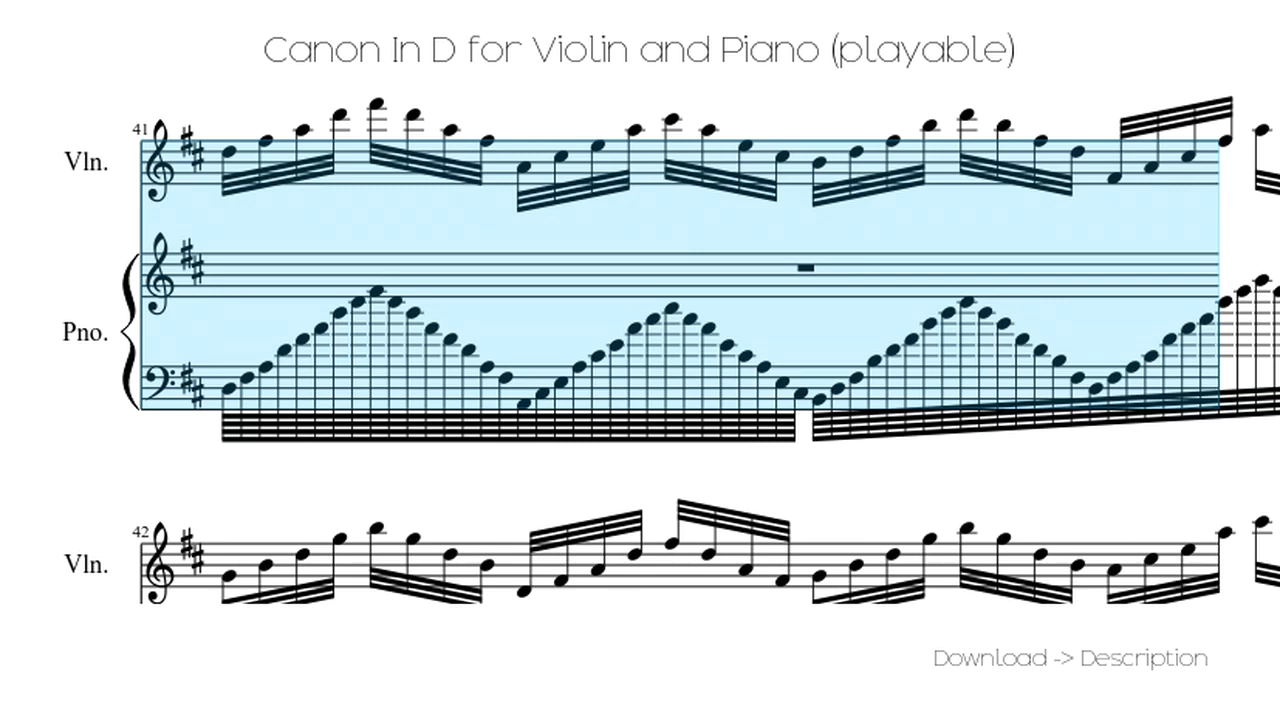 Canon In D for Violin and Piano (playable)
41
Vln.
Pno.
42
Vln.
Download -> Description